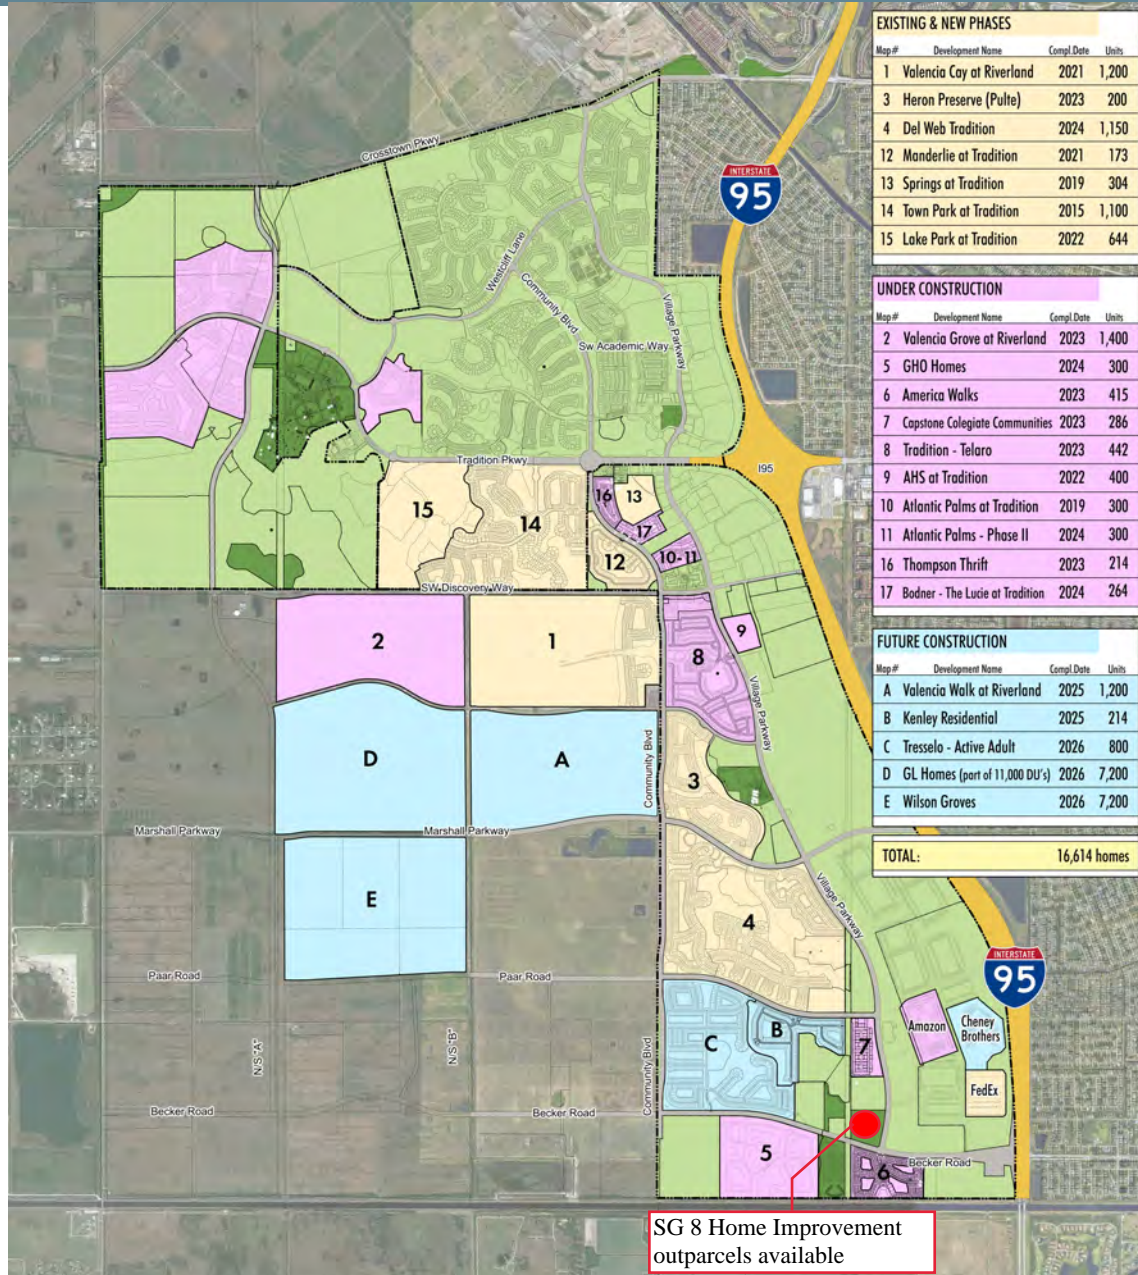 EXISTING & NEW PHASES
Map# Development Name Compl.Date Units
1 Valencia Cay at Riverland 2021 1,200
3 Heron Preserve (Pulte) 2023 200
4 Del Web Tradition 2024 1,150
12 Manderlie at Tradition 2021 173
13 Springs at Tradition 2019 304
14 Town Park at Tradition 2015 1,100
15 Lake Park at Tradition 2022 644
UNDER CONSTRUCTION
Map# Development Name Compl.Date Units
2 Valencia Grove at Riverland 2023 1,400
5 GHO Homes 2024 300
6 America Walks 2023 415
7 Capstone Colegiate Communities 2023 286
8 Tradition - Telaro 2023 442
9 AHS at Tradition 2022 400
10 Atlantic Palms at Tradition 2019 300
11 Atlantic Palms - Phase II 2024 300
16 Thompson Thrift 2023 214
17 Bodner - The Lucie at Tradition 2024 264
FUTURE CONSTRUCTION
Map# Development Name Compl.Date Units
A Valencia Walk at Riverland 2025 1,200
B Kenley Residential 2025 214
C Tresselo - Active Adult 2026 800
D GL Homes (part of 11,000 DU's) 2026 7,200
E Wilson Groves 2026 7,200
TOTAL: 16,614 homes
Crosstown Pkwy
INTERSTATE
95
Westcliff Lane
Community Blvd
Village Parkway
Sw Academic Way
Tradition Pkwy
I95
15
14
16
13
17
12
10-11
SW Discovery Way
2
1
8
9
Village Parkway
D
A
Community Blvd
3
Marshall Parkway
Marshall Parkway
E
4
Village Parkway
Paar Road
Paar Road
INTERSTATE
95
N/S "A"
N/S "B"
Community Blvd
C
B
7
Amazon
Cheney
Brothers
FedEx
Becker Road
Becker Road
5
6
Becker Road
SG 8 Home Improvement
outparcels available